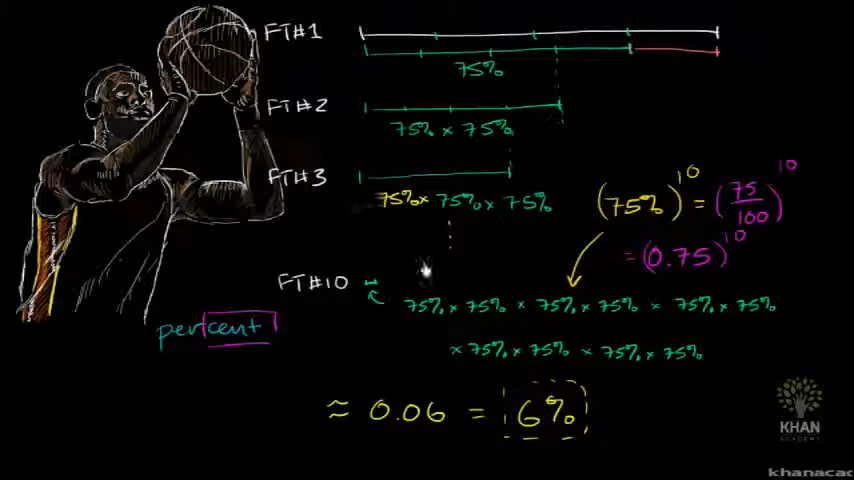 FT#1
75%
FT#2
75% × 75%
FT#3
75% × 75% × 75%
(75%)^10 = (75/100)^10
= (0.75)^10
FT#10
75% × 75% × 75% × 75% × 75% × 75%
× 75% × 75% × 75% × 75%
percent
≈ 0.06 = 6%
KHAN
ACADEMY
khanacad